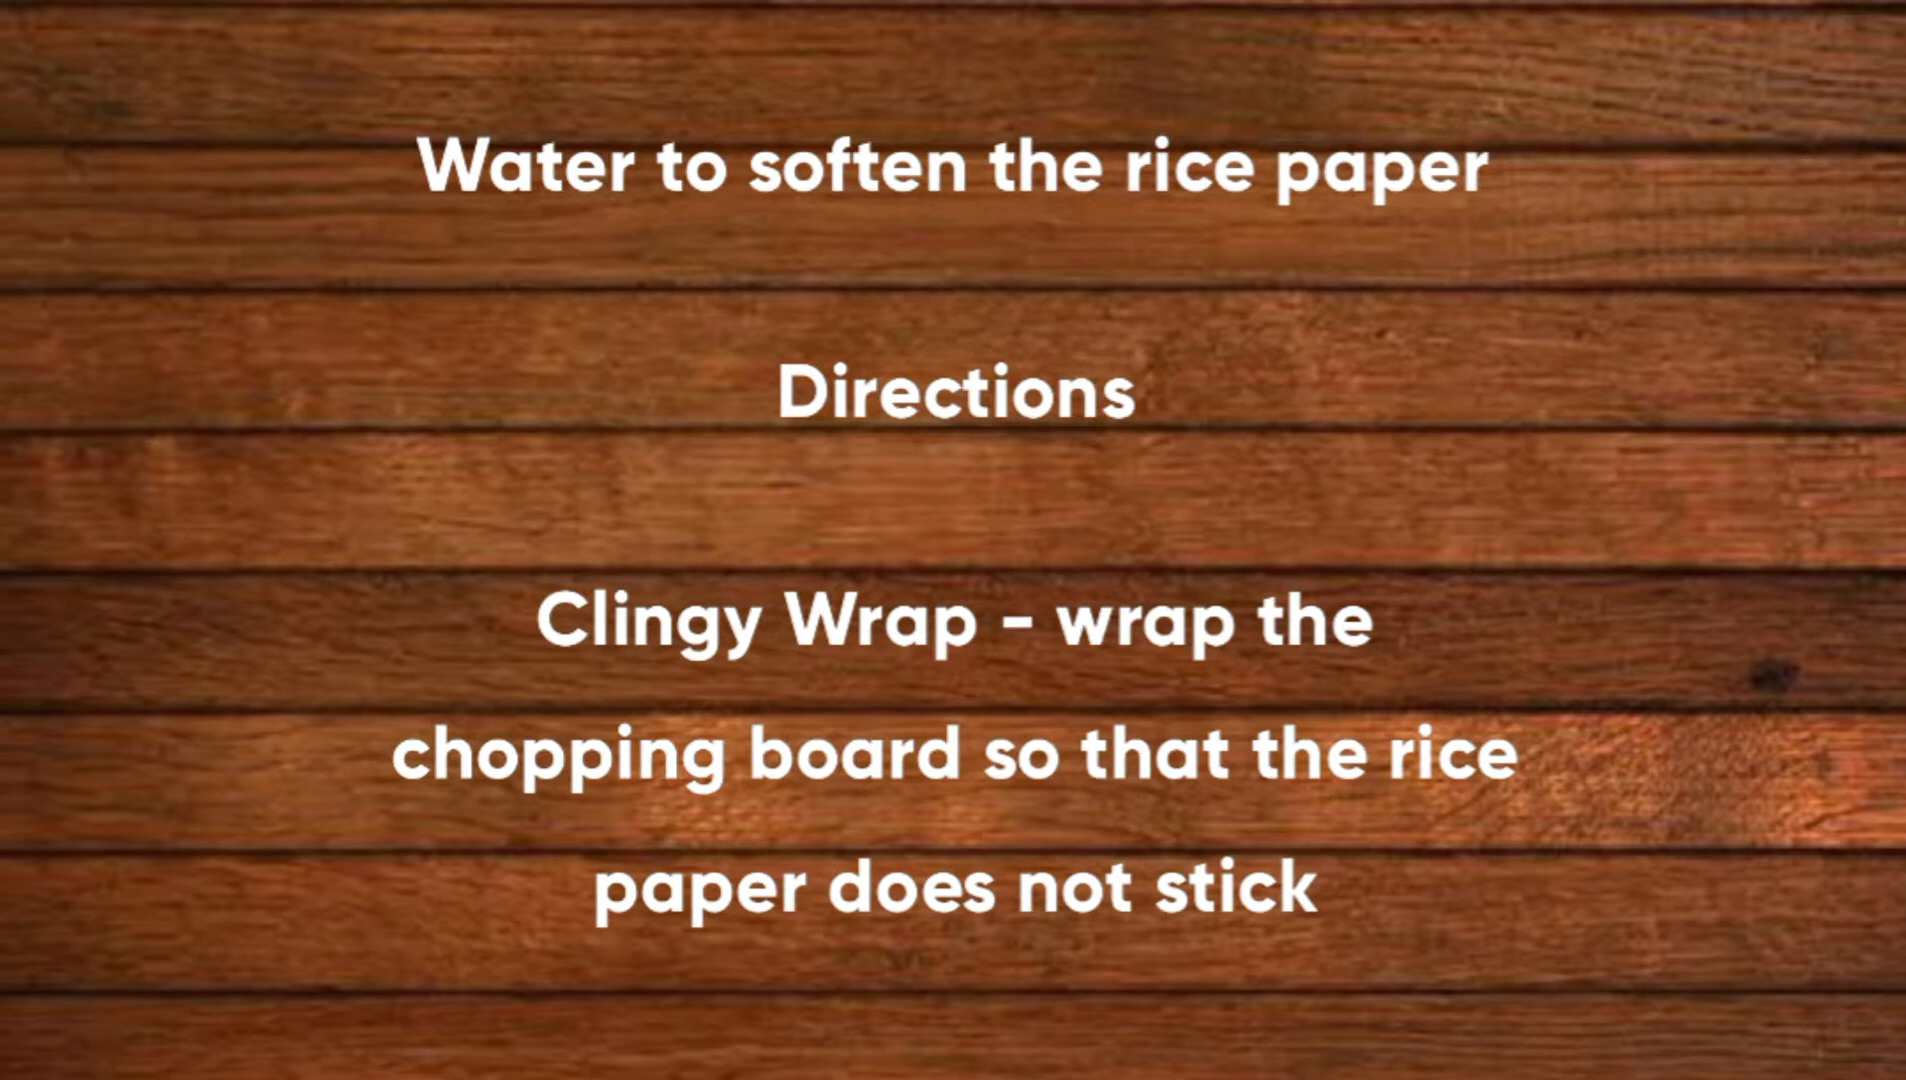 Water to soften the rice paper
Directions
Clingy Wrap - wrap the
chopping board so that the rice
paper does not stick